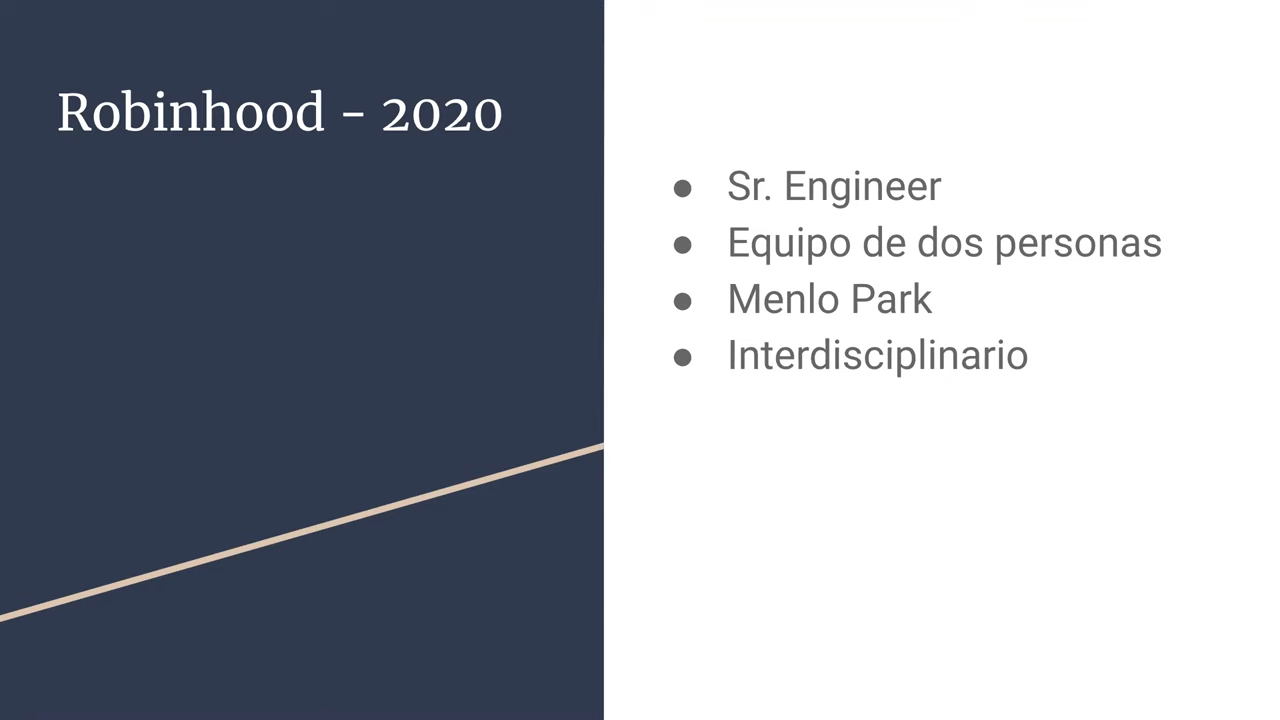 Robinhood - 2020
● Sr. Engineer
● Equipo de dos personas
● Menlo Park
● Interdisciplinario